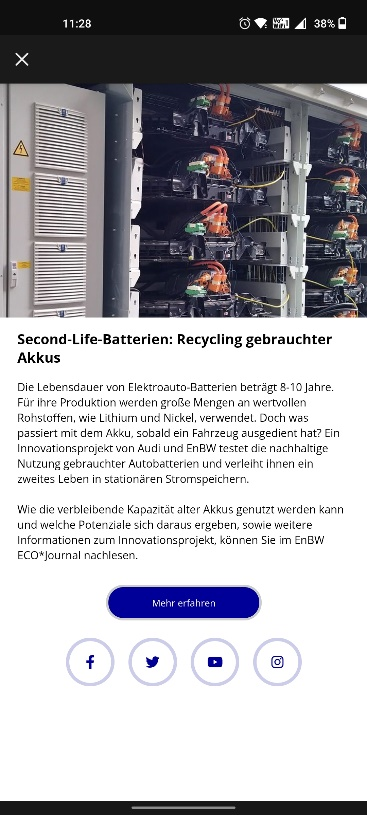 11:28
38%
Second-Life-Batterien: Recycling gebrauchter
Akkus
Die Lebensdauer von Elektroauto-Batterien beträgt 8-10 Jahre.
Für ihre Produktion werden große Mengen an wertvollen
Rohstoffen, wie Lithium und Nickel, verwendet. Doch was
passiert mit dem Akku, sobald ein Fahrzeug ausgedient hat? Ein
Innovationsprojekt von Audi und EnBW testet die nachhaltige
Nutzung gebrauchter Autobatterien und verleiht ihnen ein
zweites Leben in stationären Stromspeichern.
Wie die verbleibende Kapazität alter Akkus genutzt werden kann
und welche Potenziale sich daraus ergeben, sowie weitere
Informationen zum Innovationsprojekt, können Sie im EnBW
ECO*Journal nachlesen.
Mehr erfahren